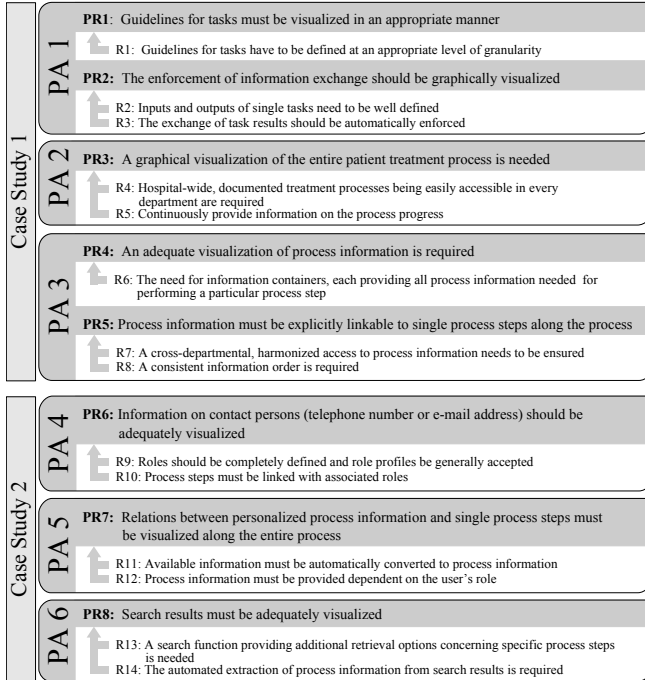 Case Study 1
PA 1
PR1: Guidelines for tasks must be visualized in an appropriate manner
R1: Guidelines for tasks have to be defined at an appropriate level of granularity
PR2: The enforcement of information exchange should be graphically visualized
R2: Inputs and outputs of single tasks need to be well defined
R3: The exchange of task results should be automatically enforced
PA 2
PR3: A graphical visualization of the entire patient treatment process is needed
R4: Hospital-wide, documented treatment processes being easily accessible in every
department are required
R5: Continuously provide information on the process progress
PA 3
PR4: An adequate visualization of process information is required
R6: The need for information containers, each providing all process information needed for
performing a particular process step
PR5: Process information must be explicitly linkable to single process steps along the process
R7: A cross-departmental, harmonized access to process information needs to be ensured
R8: A consistent information order is required
Case Study 2
PA 4
PR6: Information on contact persons (telephone number or e-mail address) should be
adequately visualized
R9: Roles should be completely defined and role profiles be generally accepted
R10: Process steps must be linked with associated roles
PA 5
PR7: Relations between personalized process information and single process steps must
be visualized along the entire process
R11: Available information must be automatically converted to process information
R12: Process information must be provided dependent on the user's role
PA 6
PR8: Search results must be adequately visualized
R13: A search function providing additional retrieval options concerning specific process steps
is needed
R14: The automated extraction of process information from search results is required